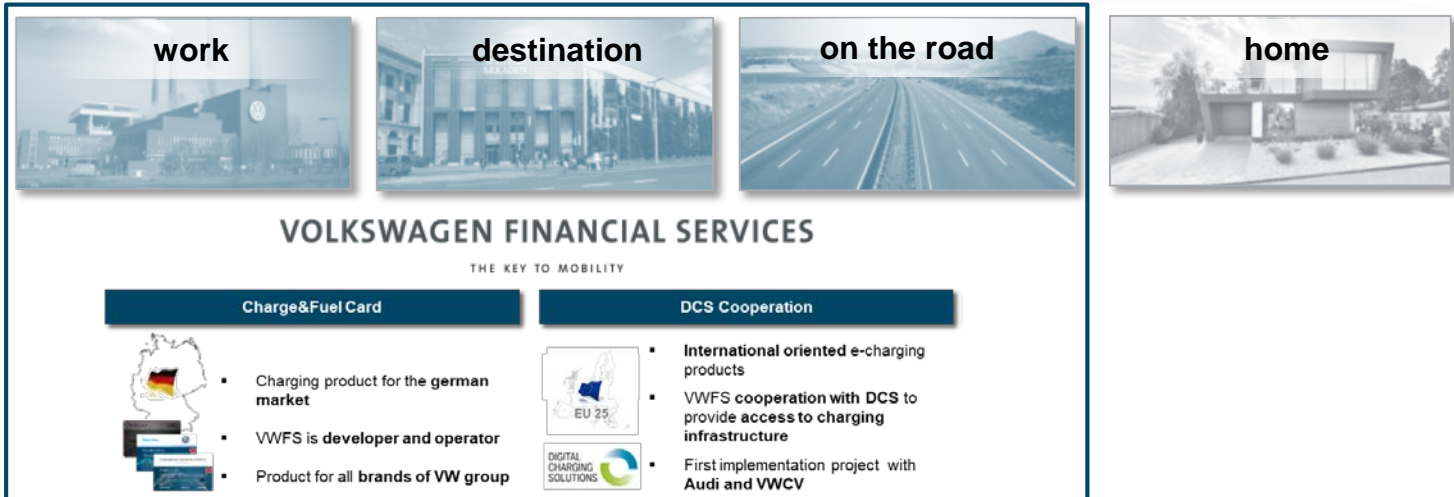 work
destination
on the road
home
ARKADEN
VOLKSWAGEN FINANCIAL SERVICES
THE KEY TO MOBILITY
Charge&Fuel Card
▪ Charging product for the german
market
▪ VWFS is developer and operator
▪ Product for all brands of VW group
DCS Cooperation
EU 25
DIGITAL
CHARGING
SOLUTIONS
▪ International oriented e-charging
products
▪ VWFS cooperation with DCS to
provide access to charging
infrastructure
▪ First implementation project with
Audi and VWCV